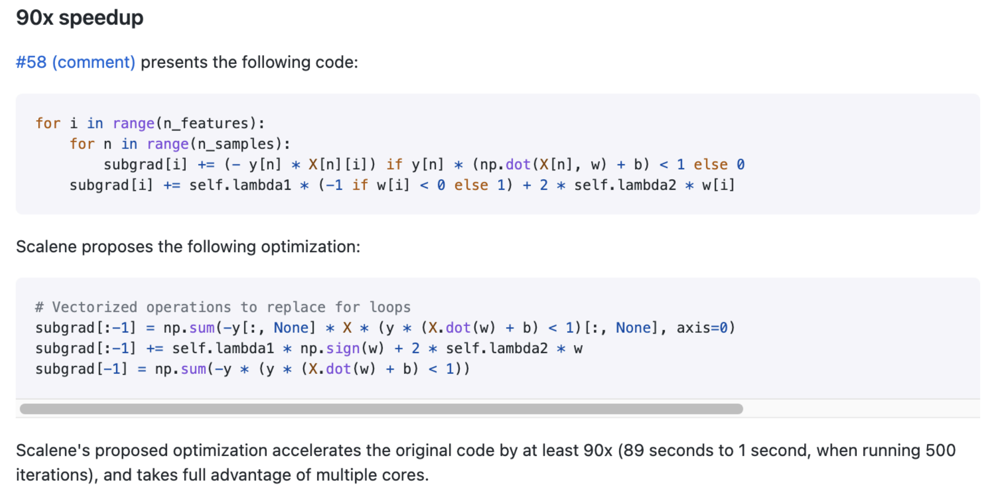 90x speedup
#58 (comment) presents the following code:
for i in range(n_features):
    for n in range(n_samples):
        subgrad[i] += (- y[n] * X[n][i]) if y[n] * (np.dot(X[n], w) + b) < 1 else 0
    subgrad[i] += self.lambda1 * (-1 if w[i] < 0 else 1) + 2 * self.lambda2 * w[i]
Scalene proposes the following optimization:
# Vectorized operations to replace for loops
subgrad[:-1] = np.sum(-y[:, None] * X * (y * (X.dot(w) + b) < 1)[:, None], axis=0)
subgrad[:-1] += self.lambda1 * np.sign(w) + 2 * self.lambda2 * w
subgrad[-1] = np.sum(-y * (y * (X.dot(w) + b) < 1))
Scalene's proposed optimization accelerates the original code by at least 90x (89 seconds to 1 second, when running 500
iterations), and takes full advantage of multiple cores.